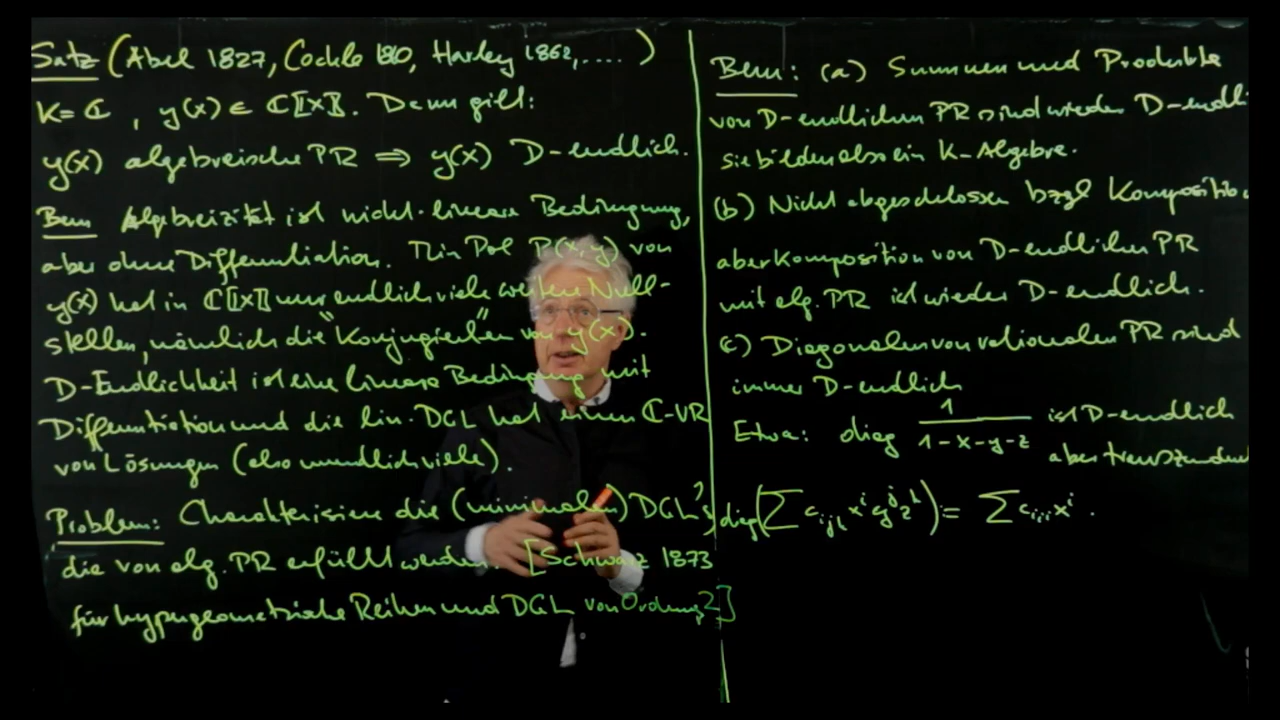 Satz (Abel 1827, Cockle 1860, Harley 1862, .... )
K = ℂ , y(x) ∈ ℂ[[x]]. Dann gilt:
y(x) algebraische PR ⇒ y(x) D-endlich.
Bem Algebraizität ist nicht-lineare Bedingung,
aber ohne Differentiation. Min Pol P(x,y) von
y(x) hat in ℂ[[x]] nur endlich viele weitere Null-
stellen, nämlich die "Konjugierten" von y(x).
D-Endlichkeit ist eine lineare Bedingung mit
Differentiation und die lin. DGL hat einen ℂ-VR
von Lösungen (also unendlich viele).
Problem: Charakterisiere die (minimalen) DGL's,
die von alg. PR erfüllt werden. [Schwarz 1873
für hypergeometrische Reihen und DGL von Ordnung 2]
Bem: (a) Summen und Produkte
von D-endlichen PR sind wieder D-endli
sie bilden also ein K-Algebra.
(b) Nicht abgeschlossen bzgl Komposition
aber Komposition von D-endlichen PR
mit alg. PR ist wieder D-endlich.
(c) Diagonalen von rationalen PR sind
immer D-endlich
Etwa: diag 1/(1-x-y-z) ist D-endlich
aber transzendent
diag(∑ c_{ijk} x^i y^j z^k) = ∑ c_{iii} x^i .